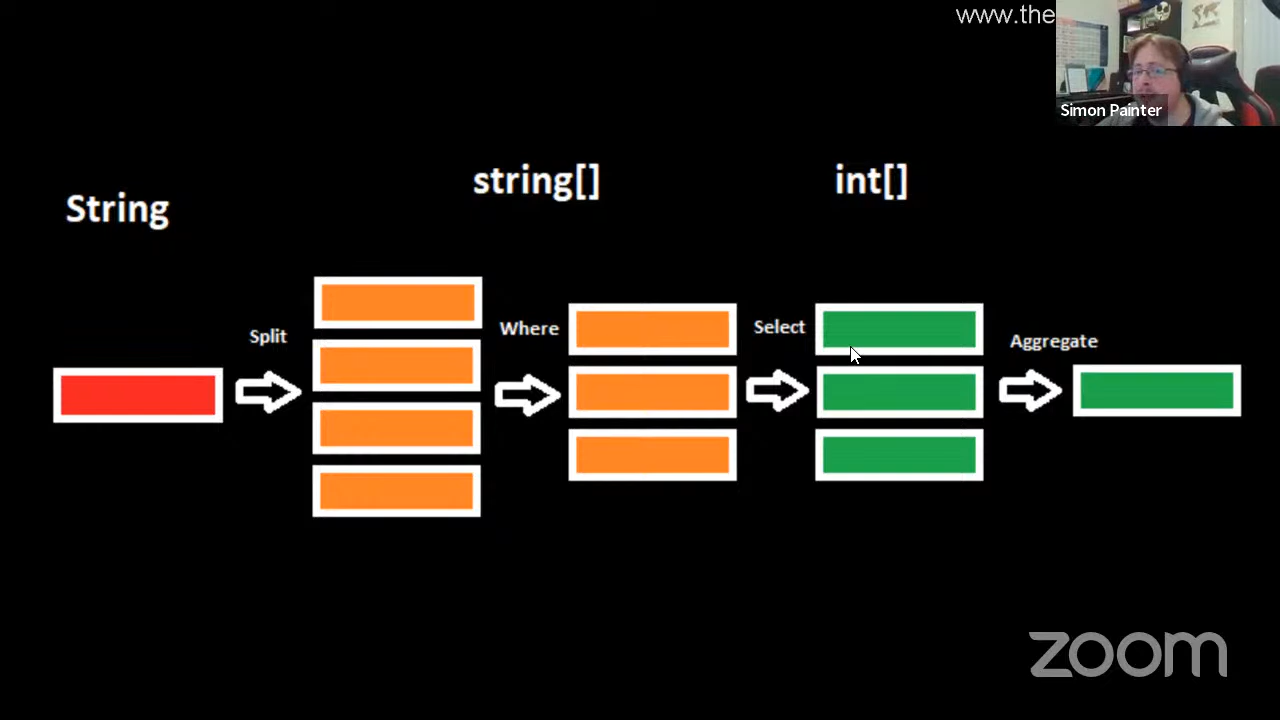 www.the
Simon Painter
String
string[]
int[]
Split
Where
Select
Aggregate
zoom